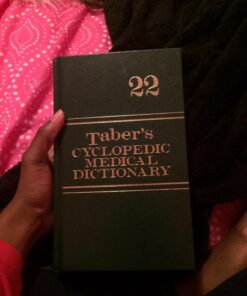 22
Taber's
CYCLOPEDIC
MEDICAL
DICTIONARY